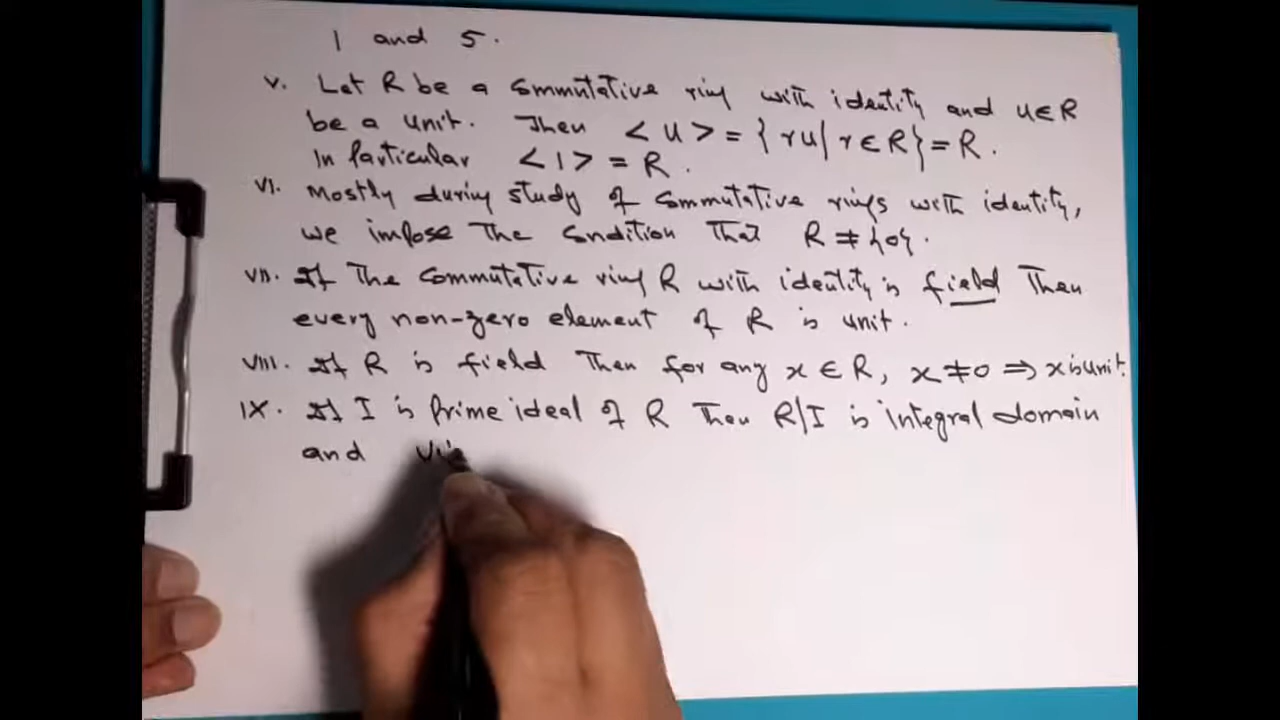 1 and 5.
v. Let R be a commutative ring with identity and u ∈ R
be a unit. Then < u > = { ru | r ∈ R } = R.
In particular < 1 > = R.
vi. Mostly during study of commutative rings with identity,
we impose the condition that R ≠ {0}.
vii. If the commutative ring R with identity is field then
every non-zero element of R is unit.
viii. If R is field then for any x ∈ R, x ≠ 0 ⇒ x is unit.
ix. If I is prime ideal of R then R/I is integral domain
and